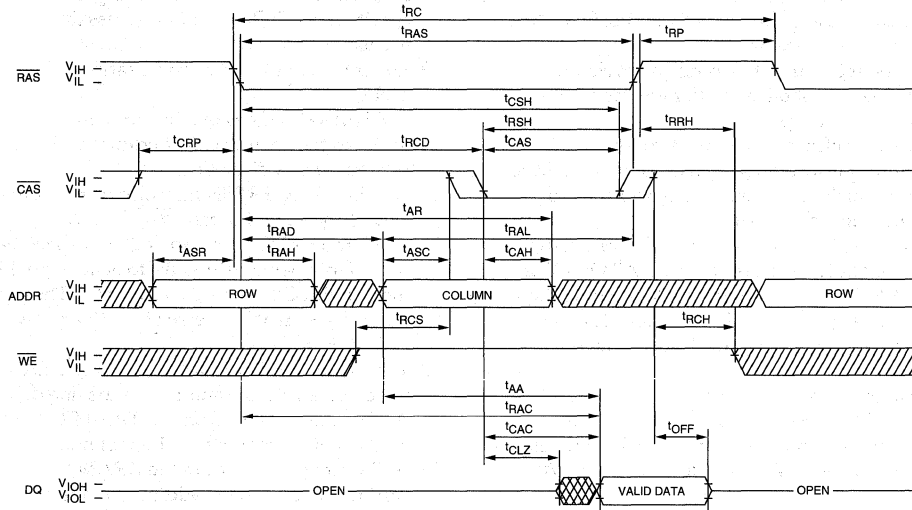 tRC
tRAS
tRP
RAS
VIH
VIL
tCSH
tRSH
tRRH
tCRP
tRCD
tCAS
CAS
VIH
VIL
tAR
tRAD
tRAL
tASR
tRAH
tASC
tCAH
ADDR
VIH
VIL
ROW
COLUMN
ROW
tRCS
tRCH
WE
VIH
VIL
tAA
tRAC
tCAC
tOFF
tCLZ
DQ
VIOH
VIOL
OPEN
VALID DATA
OPEN